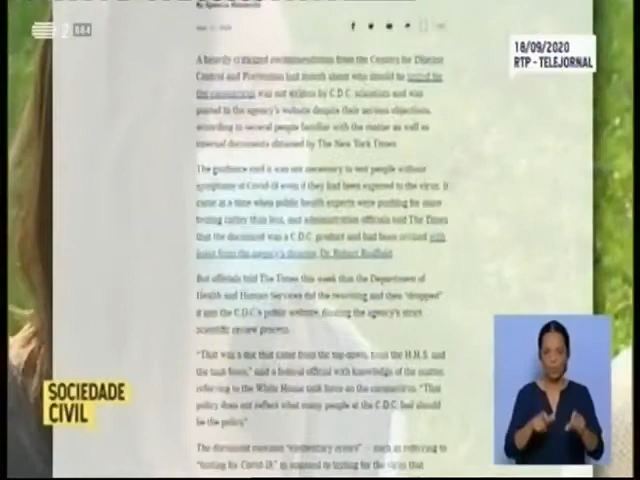 2
18/09/2020
RTP - TELEJORNAL
A heavily criticized recommendation from the Centers for Disease
Control and Prevention last month about who should be tested for
the coronavirus was not written by C.D.C. scientists and was
posted to the agency's website despite their serious objections,
according to several people familiar with the matter as well as
internal documents obtained by The New York Times.
The guidance said it was not necessary to test people without
symptoms of Covid-19 even if they had been exposed to the virus. It
came at a time when public health experts were pushing for more
testing rather than less, and administration officials told The Times
that the document was a C.D.C. product and had been revised with
input from the agency's director, Dr. Robert Redfield.
But officials told The Times this week that the Department of
Health and Human Services did the rewriting and then "dropped"
it into the C.D.C.'s public website, flouting the agency's strict
scientific review process.
"That was a doc that came from the top down, from the H.H.S. and
the task force," said a federal official with knowledge of the matter,
referring to the White House task force on the coronavirus. "That
policy does not reflect what many people at the C.D.C. feel should
be the policy."
The document contains "elementary errors" — such as referring to
"testing for Covid-19," as opposed to testing for the virus that
SOCIEDADE
CIVIL